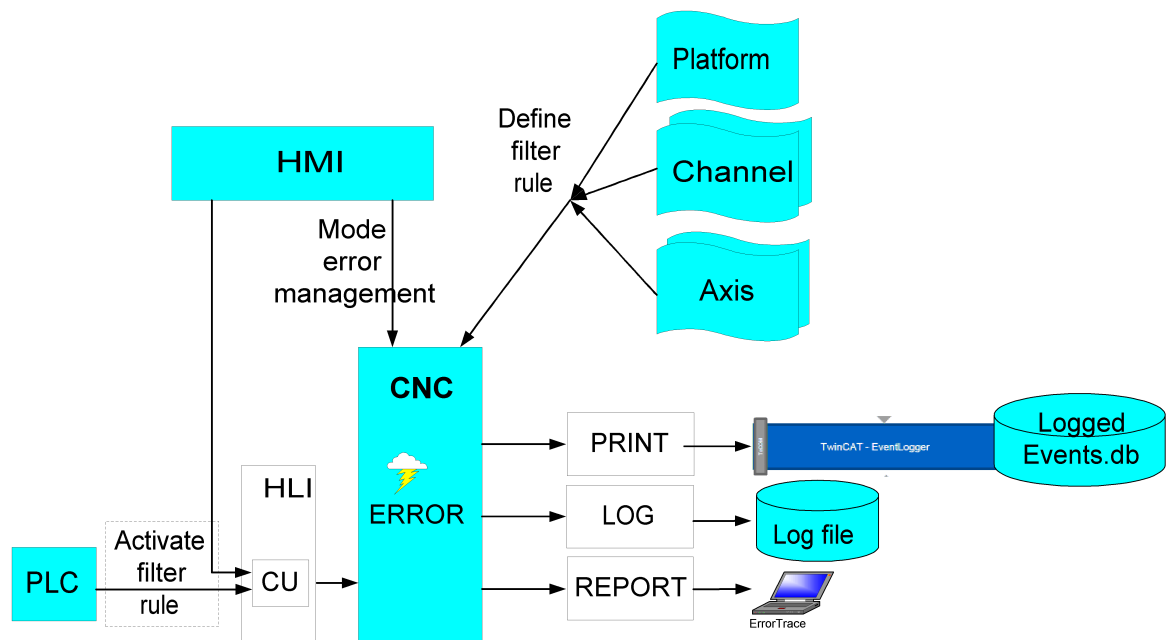 Platform
Define
filter
rule
Channel
HMI
Mode
error
management
Axis
CNC
ERROR
PRINT
TwinCAT - EventLogger
Logged
Events.db
HLI
LOG
Log file
Activate
filter
rule
PLC
CU
REPORT
ErrorTrace